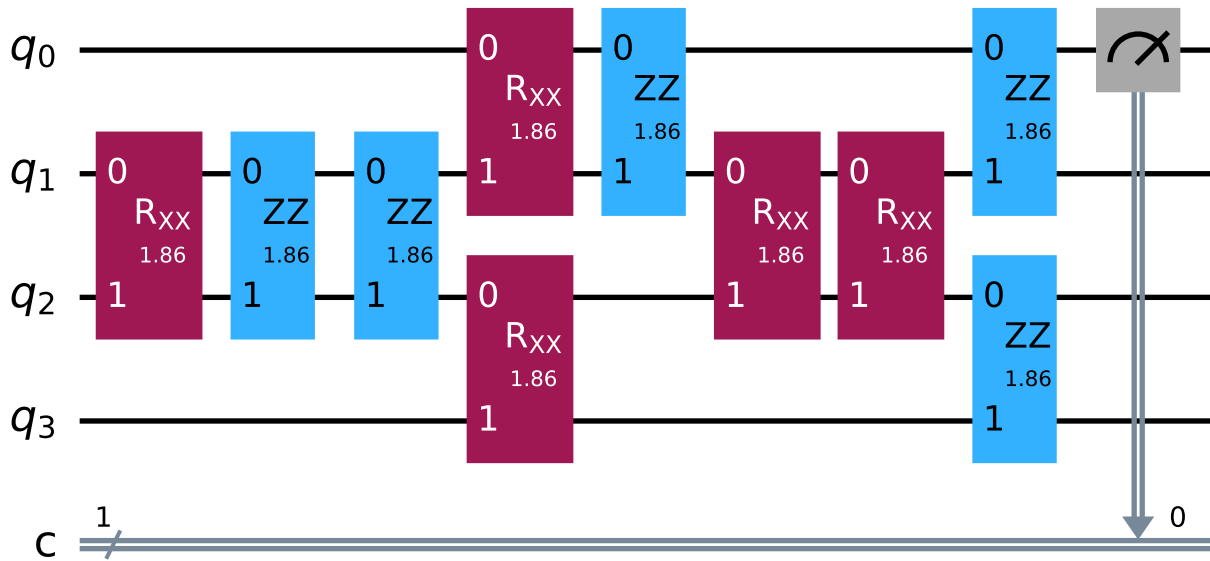 q0 0 0 0
RXX ZZ ZZ
1.86 1.86 1.86
q1 0 0 0 1 1 0 0 1
RXX ZZ ZZ RXX RXX
1.86 1.86 1.86 1.86 1.86
q2 1 1 1 0 1 1 0
RXX ZZ
1.86 1.86
q3 1 1
1 0
c